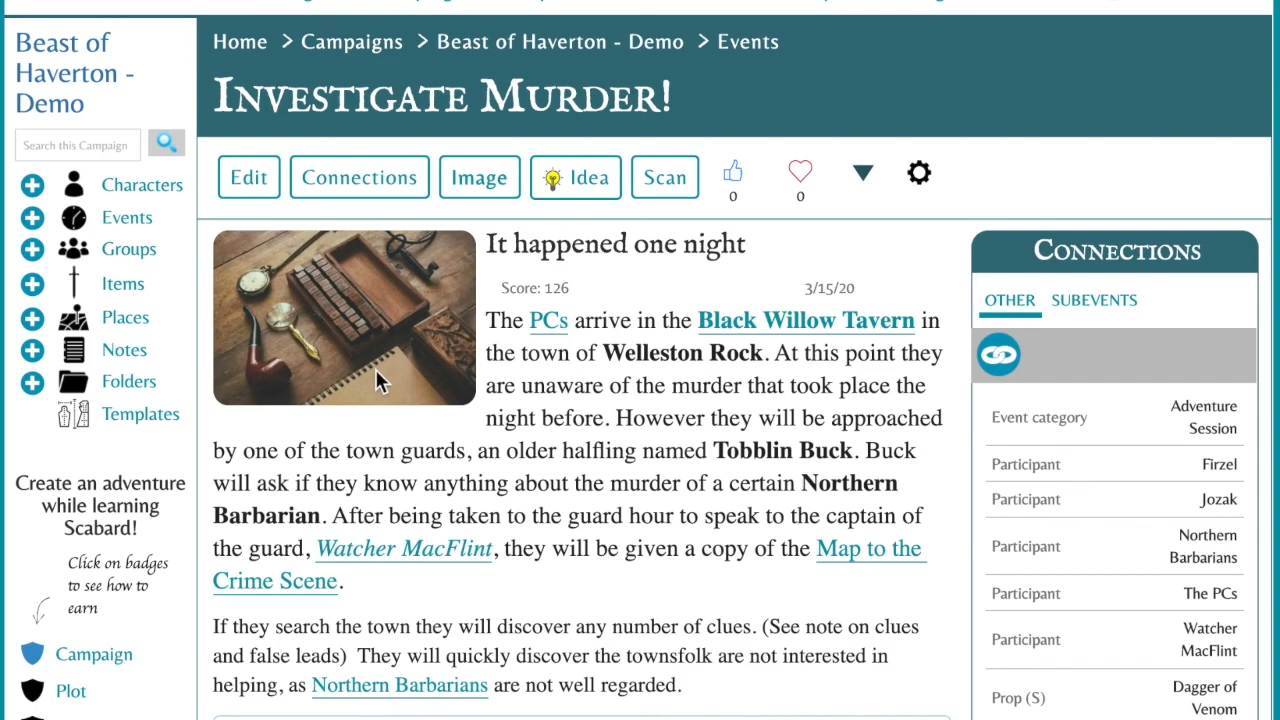 Beast of
Haverton -
Demo
Search this Campaign
Characters
Events
Groups
Items
Places
Notes
Folders
Templates
Create an adventure
while learning
Scabard!
Click on badges
to see how to
earn
Campaign
Plot
Home > Campaigns > Beast of Haverton - Demo > Events
Investigate Murder!
Edit
Connections
Image
Idea
Scan
0
0
It happened one night
Score: 126 3/15/20
The PCs arrive in the Black Willow Tavern in
the town of Welleston Rock. At this point they
are unaware of the murder that took place the
night before. However they will be approached
by one of the town guards, an older halfling named Tobblin Buck. Buck
will ask if they know anything about the murder of a certain Northern
Barbarian. After being taken to the guard hour to speak to the captain of
the guard, Watcher MacFlint, they will be given a copy of the Map to the
Crime Scene.
If they search the town they will discover any number of clues. (See note on clues
and false leads) They will quickly discover the townsfolk are not interested in
helping, as Northern Barbarians are not well regarded.
Connections
OTHER SUBEVENTS
Event category Adventure
Session
Participant Firzel
Participant Jozak
Participant Northern
Barbarians
Participant The PCs
Participant Watcher
MacFlint
Prop (S) Dagger of
Venom